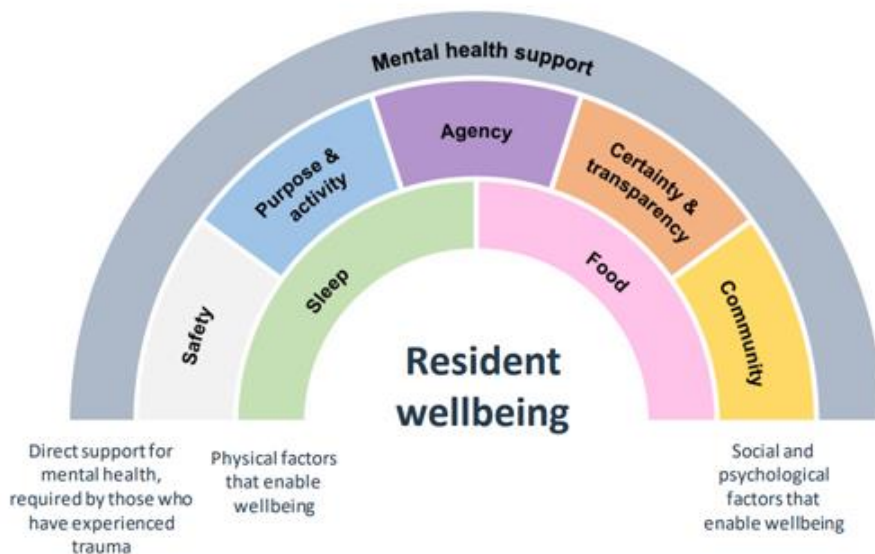 Mental health support
Agency
Purpose &
activity
Certainty &
transparency
Safety
Sleep
Food
Community
Resident
wellbeing
Direct support for
mental health,
required by those who
have experienced
trauma
Physical factors
that enable
wellbeing
Social and
psychological
factors that
enable wellbeing